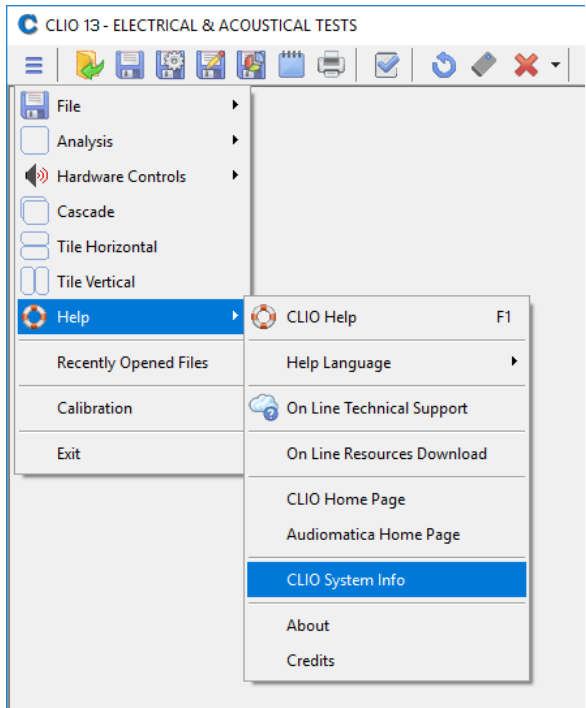 CLIO 13 - ELECTRICAL & ACOUSTICAL TESTS
File
Analysis
Hardware Controls
Cascade
Tile Horizontal
Tile Vertical
Help
Recently Opened Files
Calibration
Exit
CLIO Help F1
Help Language
On Line Technical Support
On Line Resources Download
CLIO Home Page
Audiomatica Home Page
CLIO System Info
About
Credits